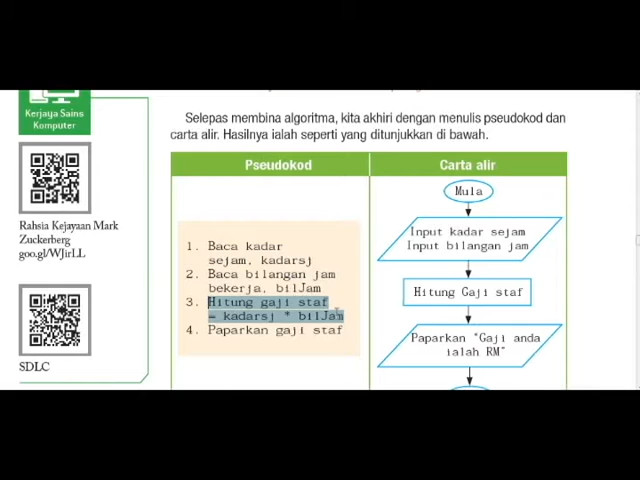 Kerjaya Sains
Komputer
Rahsia Kejayaan Mark
Zuckerberg
goo.gl/WJirLL
SDLC
Selepas membina algoritma, kita akhiri dengan menulis pseudokod dan
carta alir. Hasilnya ialah seperti yang ditunjukkan di bawah.
Pseudokod
1. Baca kadar
sejam, kadarsj
2. Baca bilangan jam
bekerja, bilJam
3. Hitung gaji staf
= kadarsj * bilJam
4. Paparkan gaji staf
Carta alir
Mula
Input kadar sejam
Input bilangan jam
Hitung Gaji staf
Paparkan "Gaji anda
ialah RM"